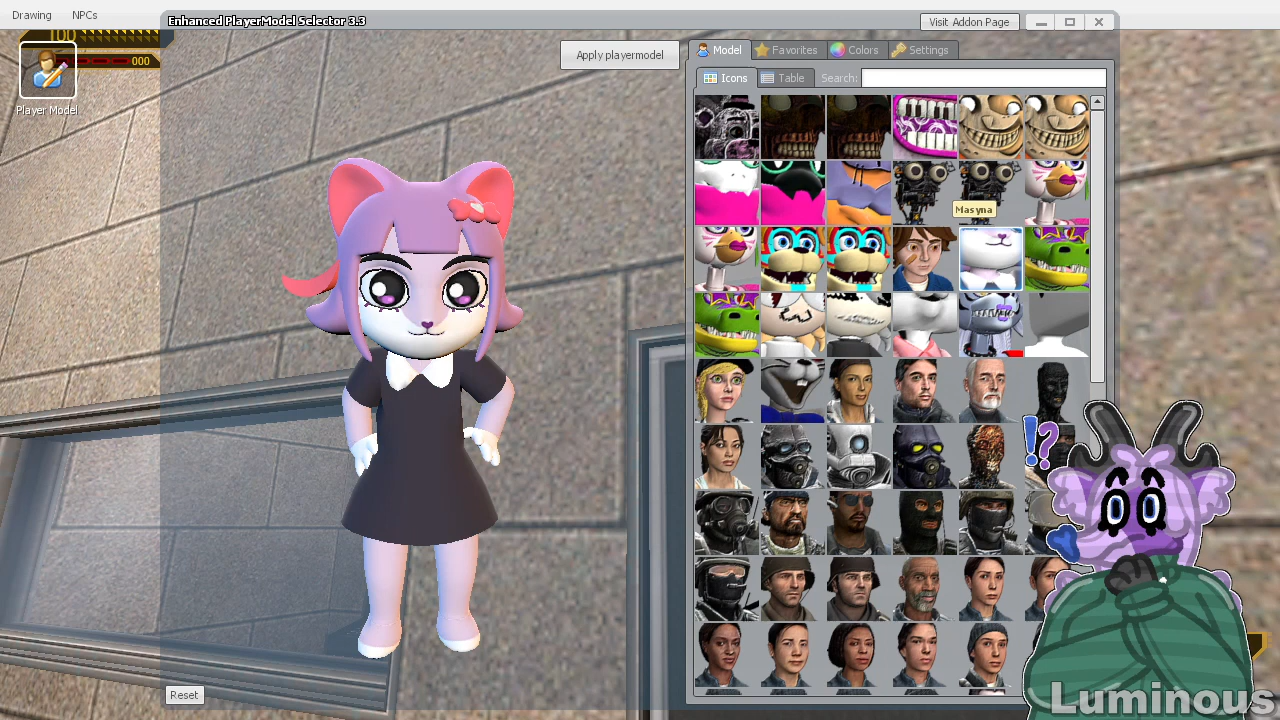 Drawing NPCs
Enhanced PlayerModel Selector 3.3
Visit Addon Page
100
000
Player Model
Apply playermodel
Model Favorites Colors Settings
Icons Table Search:
Masyna
!?
Reset
Luminous